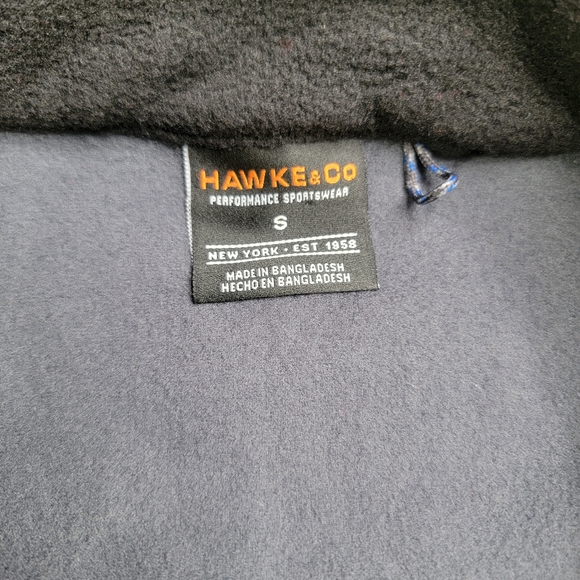 HAWKE & CO
PERFORMANCE SPORTSWEAR
S
NEW YORK · EST 1958
MADE IN BANGLADESH
HECHO EN BANGLADESH